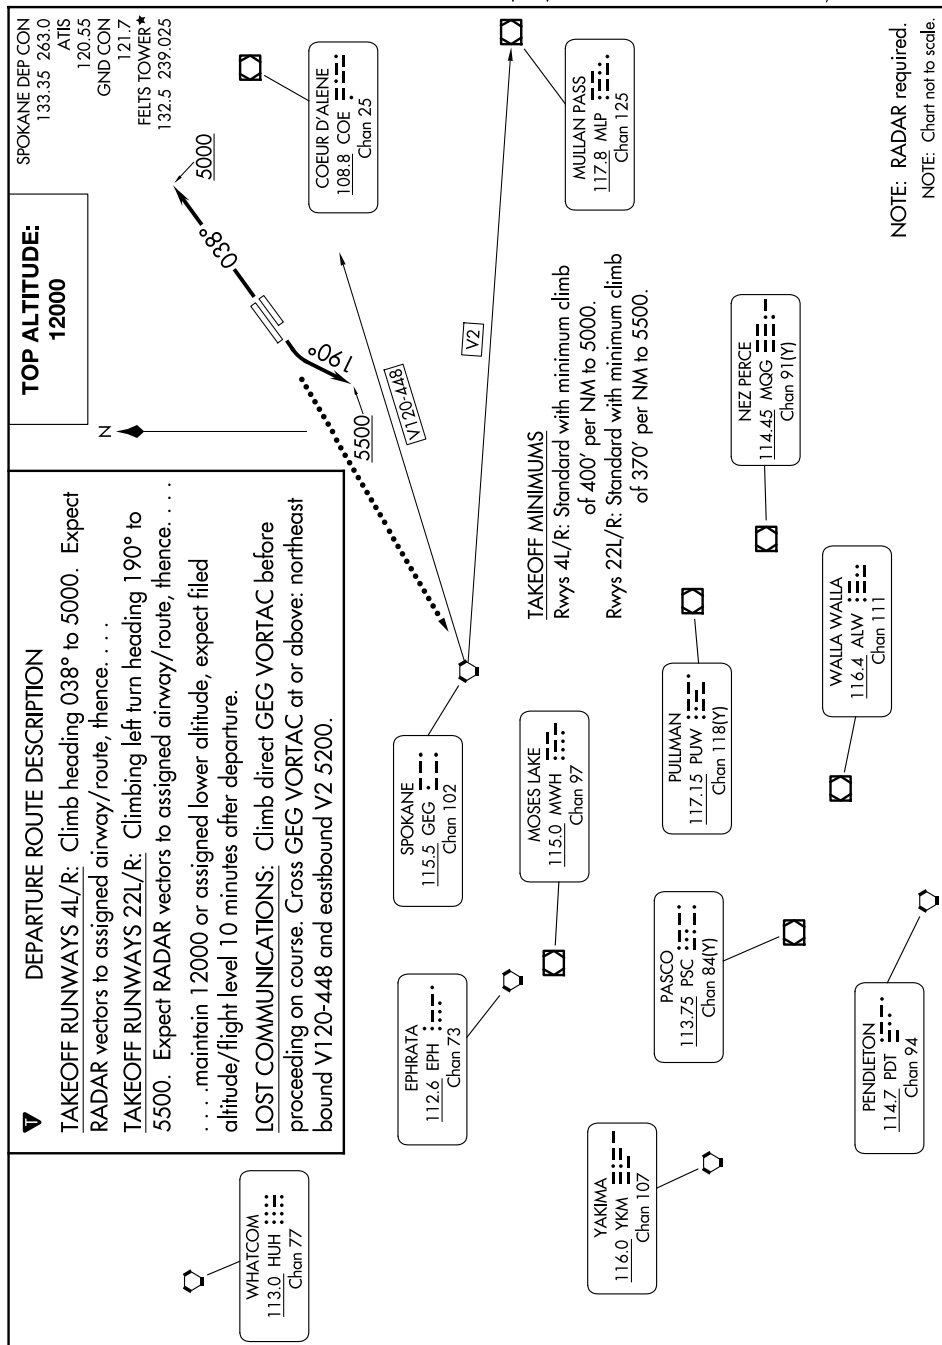 DEPARTURE ROUTE DESCRIPTION
T
TAKEOFF RUNWAYS 4L/R: Climb heading 038° to 5000. Expect
RADAR vectors to assigned airway/route, thence. . . .
TAKEOFF RUNWAYS 22L/R: Climbing left turn heading 190° to
5500. Expect RADAR vectors to assigned airway/route, thence. . . .
. . . .maintain 12000 or assigned lower altitude, expect filed
altitude/flight level 10 minutes after departure.
LOST COMMUNICATIONS: Climb direct GEG VORTAC before
proceeding on course. Cross GEG VORTAC at or above: northeast
bound V120-448 and eastbound V2 5200.
TOP ALTITUDE:
12000
SPOKANE DEP CON
133.35 263.0
ATIS
120.55
GND CON
121.7
FELTS TOWER★
132.5 239.025
N
5000
038°
190°
5500
V120-448
V2
COEUR D'ALENE
108.8 COE
Chan 25
MULLAN PASS
117.8 MLP
Chan 125
WHATCOM
113.0 HUH
Chan 77
EPHRATA
112.6 EPH
Chan 73
SPOKANE
115.5 GEG
Chan 102
MOSES LAKE
115.0 MWH
Chan 97
TAKEOFF MINIMUMS
Rwys 4L/R: Standard with minimum climb
of 400' per NM to 5000.
Rwys 22L/R: Standard with minimum climb
of 370' per NM to 5500.
YAKIMA
116.0 YKM
Chan 107
PASCO
113.75 PSC
Chan 84(Y)
PULLMAN
117.15 PUW
Chan 118(Y)
NEZ PERCE
114.45 MQG
Chan 91(Y)
PENDLETON
114.7 PDT
Chan 94
WALLA WALLA
116.4 ALW
Chan 111
NOTE: RADAR required.
NOTE: Chart not to scale.